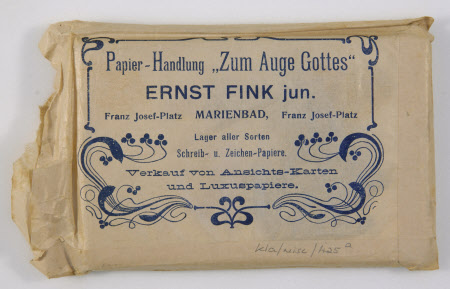 Papier-Handlung „Zum Auge Gottes“
ERNST FINK jun.
Franz Josef-Platz MARIENBAD, Franz Josef-Platz
Lager aller Sorten
Schreib- u. Zeichen-Papiere.
Verkauf von Ansichts-Karten
und Luxuspapiere.